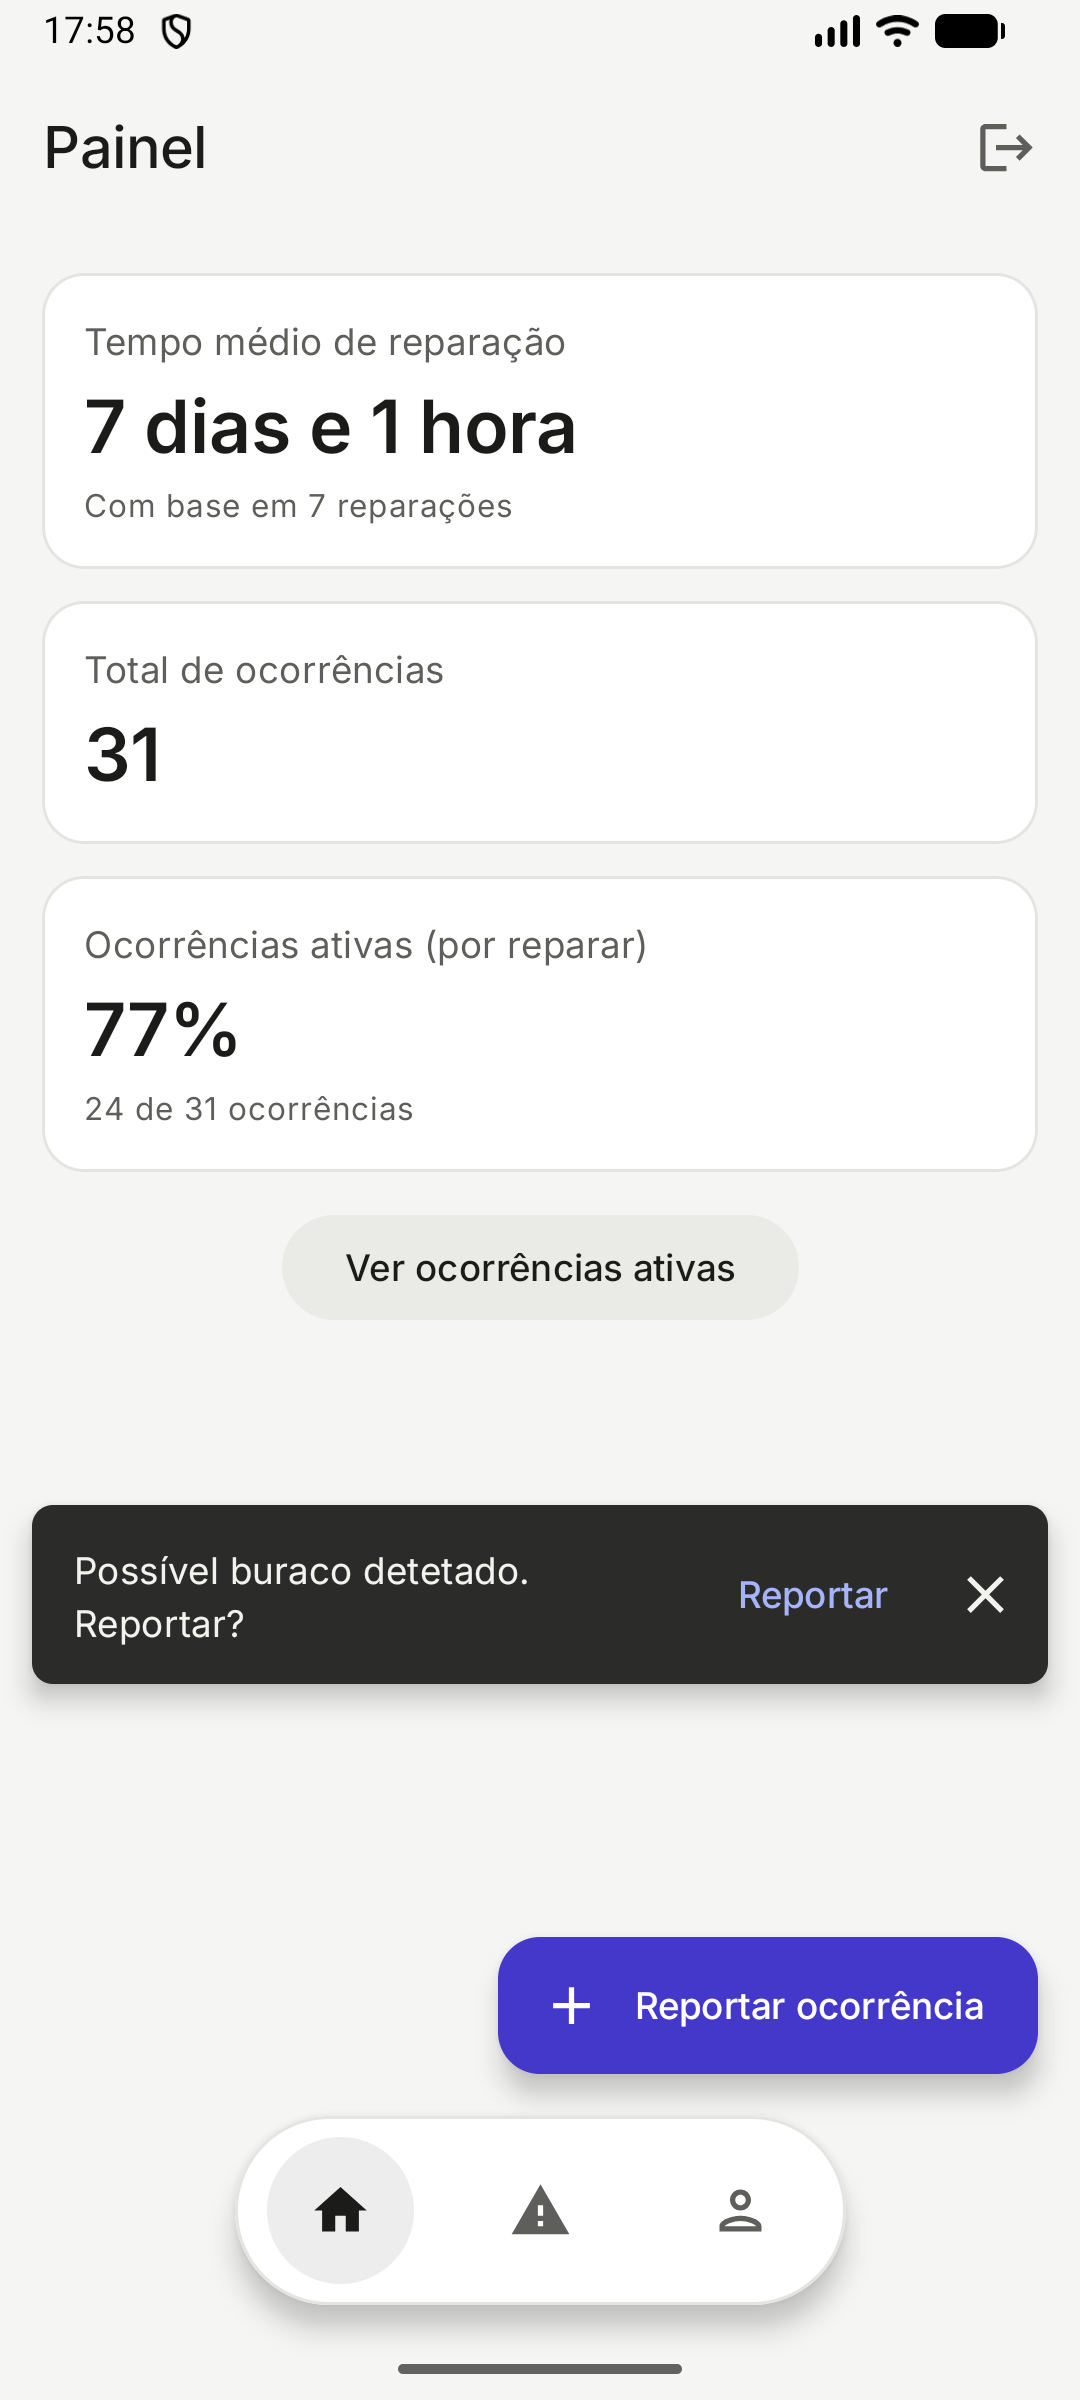 17:58
Painel
Tempo médio de reparação
7 dias e 1 hora
Com base em 7 reparações
Total de ocorrências
31
Ocorrências ativas (por reparar)
77%
24 de 31 ocorrências
Ver ocorrências ativas
Possível buraco detetado.
Reportar?
Reportar
Reportar ocorrência